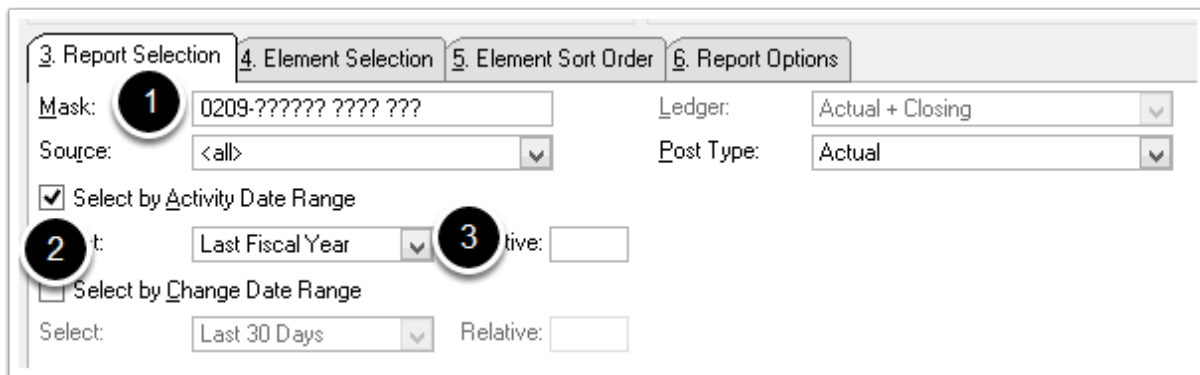 3. Report Selection 4. Element Selection 5. Element Sort Order 6. Report Options
Mask: 1 0209-?????? ???? ??? Ledger: Actual + Closing
Source: <all> Post Type: Actual
Select by Activity Date Range
2 t: Last Fiscal Year 3 tive:
Select by Change Date Range
Select: Last 30 Days Relative: